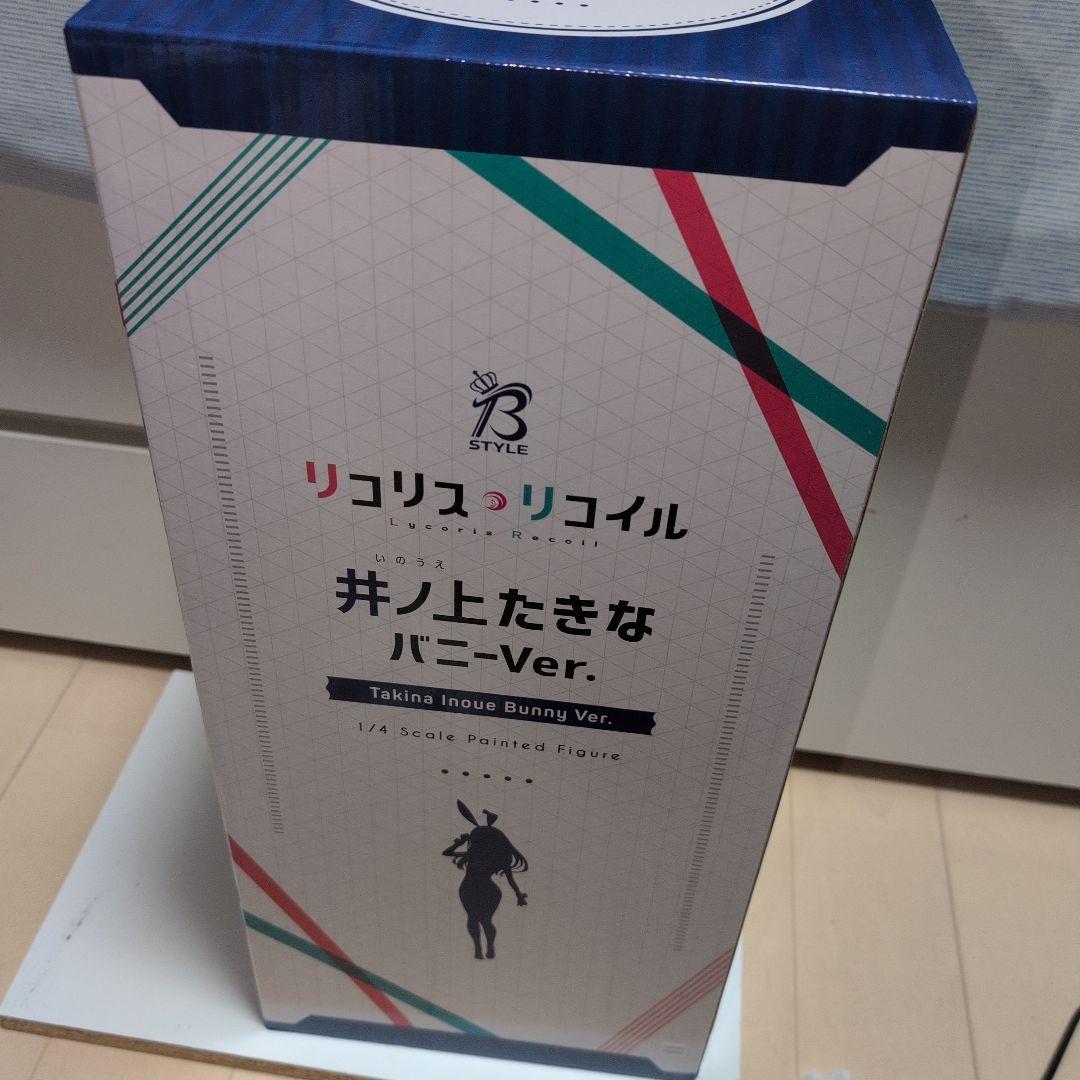 B
STYLE
リコリス・リコイル
Lycoris Recoil
いのうえ
井ノ上たきな
バニーVer.
Takina Inoue Bunny Ver.
1/4 Scale Painted Figure